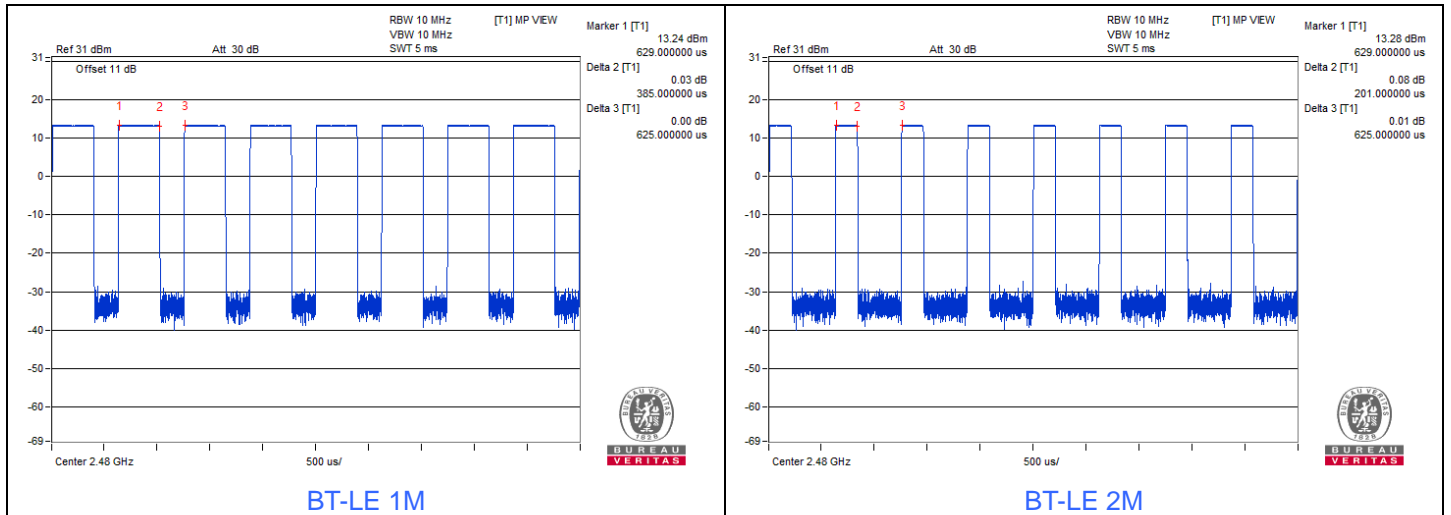 RBW 10 MHz [T1] MP VIEW
VBW 10 MHz
Ref 31 dBm Att 30 dB SWT 5 ms
Marker 1 [T1]
13.24 dBm
629.000000 us
Delta 2 [T1]
0.03 dB
385.000000 us
Delta 3 [T1]
0.00 dB
625.000000 us
31
Offset 11 dB
20
1 2 3
10
0
-10
-20
-30
-40
-50
-60
-69
Center 2.48 GHz 500 us/
BUREAU VERITAS
1828
BUREAU
VERITAS
BT-LE 1M
RBW 10 MHz [T1] MP VIEW
VBW 10 MHz
Ref 31 dBm Att 30 dB SWT 5 ms
Marker 1 [T1]
13.28 dBm
629.000000 us
Delta 2 [T1]
0.08 dB
201.000000 us
Delta 3 [T1]
0.01 dB
625.000000 us
31
Offset 11 dB
20
1 2 3
10
0
-10
-20
-30
-40
-50
-60
-69
Center 2.48 GHz 500 us/
BUREAU VERITAS
1828
BUREAU
VERITAS
BT-LE 2M